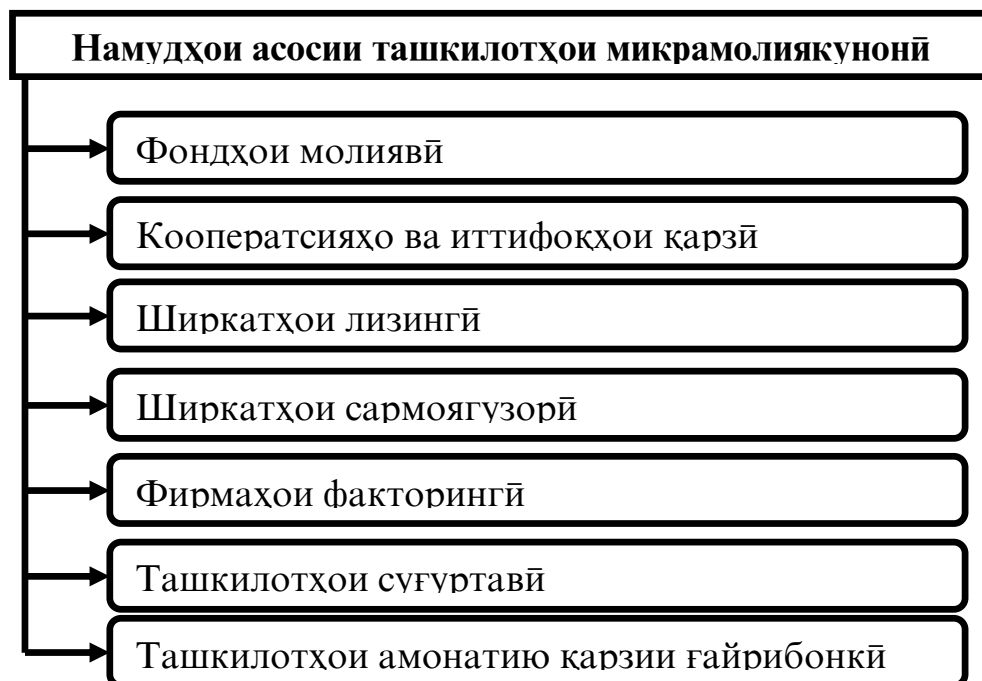 Намудҳои асосии ташкилотҳои микрамолиякунонӣ
Фондҳои молиявӣ
Кооператсияҳо ва иттифоқҳои қарзӣ
Ширкатҳои лизингӣ
Ширкатҳои сармоягузорӣ
Фирмаҳои факторингӣ
Ташкилотҳои суғуртавӣ
Ташкилотҳои амонатию қарзии ғайрибонкӣ